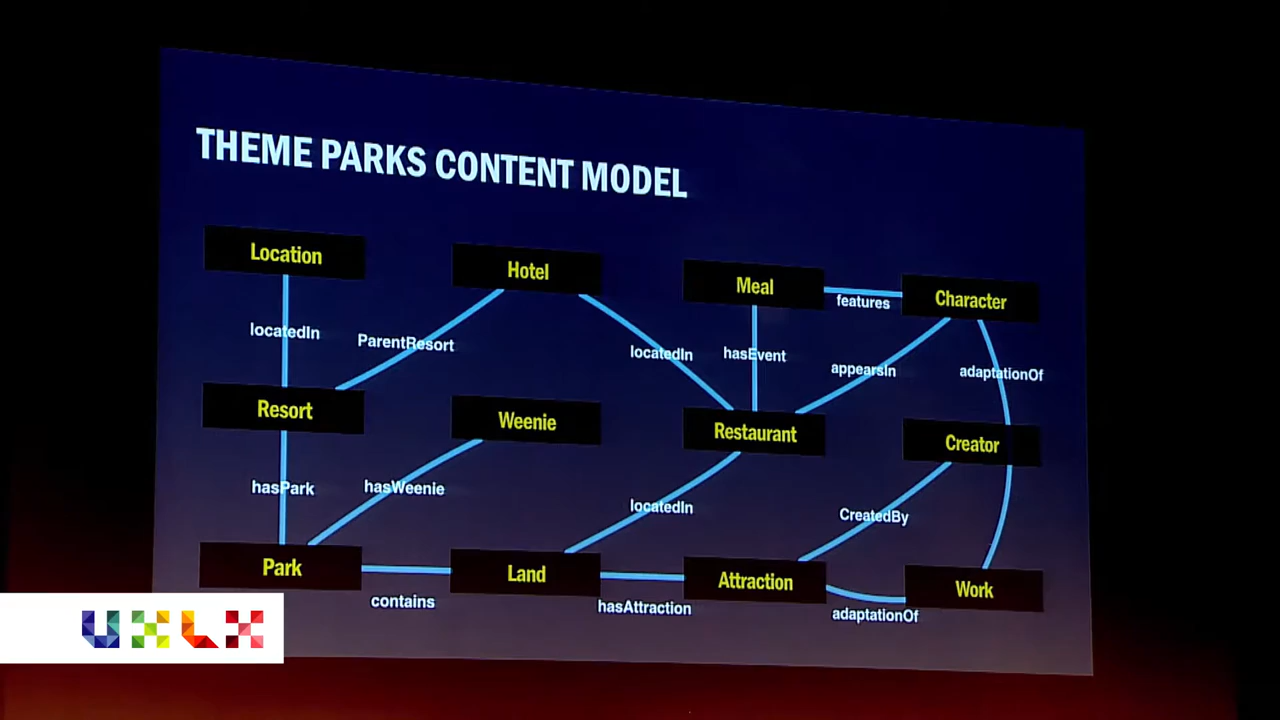 THEME PARKS CONTENT MODEL
Location
Hotel
Meal
features
Character
locatedIn
ParentResort
locatedIn
hasEvent
appearsIn
adaptationOf
Resort
Weenie
Restaurant
Creator
hasPark
hasWeenie
locatedIn
CreatedBy
Park
contains
Land
hasAttraction
Attraction
adaptationOf
Work
UXLX